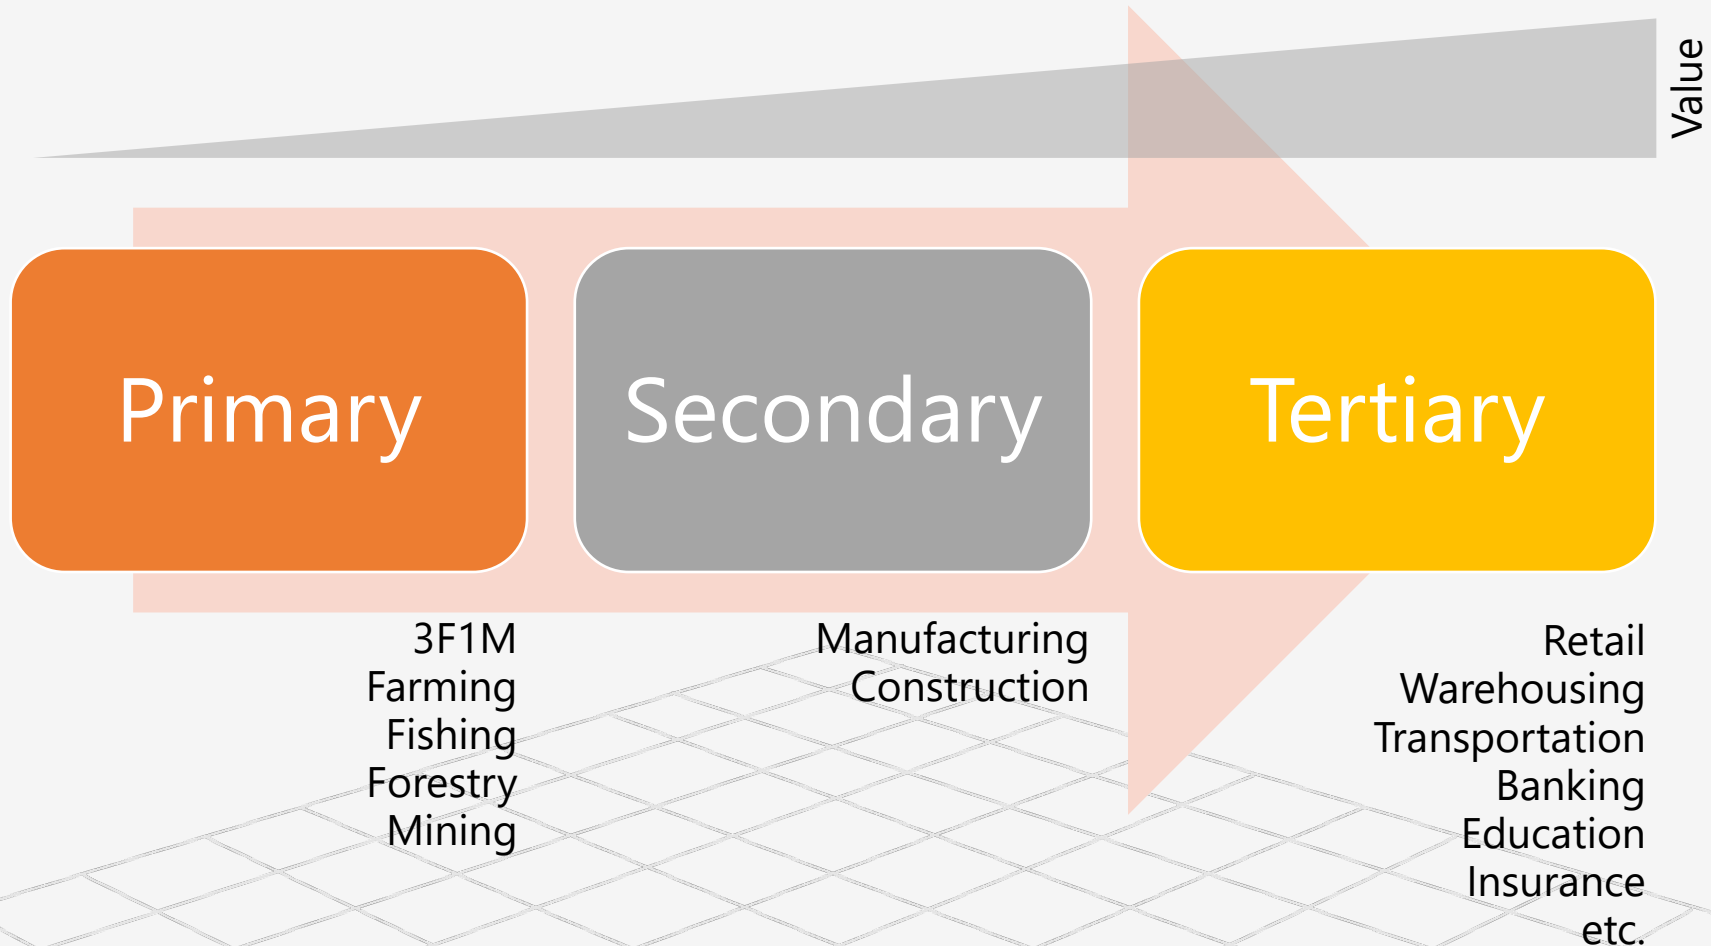 Value
Primary
Secondary
Tertiary
3F1M
Farming
Fishing
Forestry
Mining
Manufacturing
Construction
Retail
Warehousing
Transportation
Banking
Education
Insurance
etc.